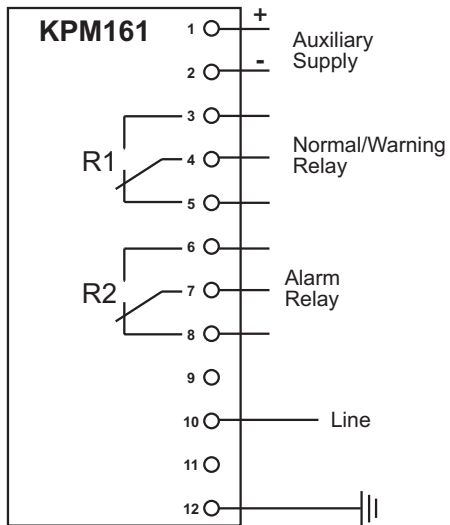 KPM161
1
+
Auxiliary
Supply
2
-
3
R1
4
Normal/Warning
Relay
5
6
R2
7
Alarm
Relay
8
9
10
Line
11
12